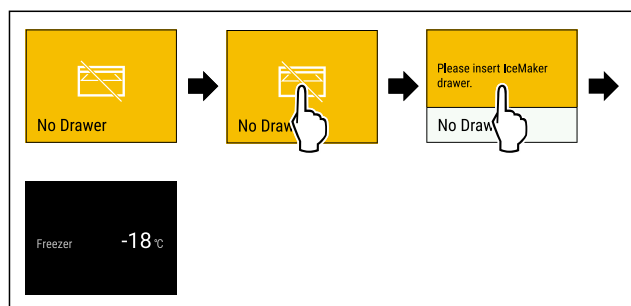 No Drawer
No Draw
Please insert IceMaker
drawer.
No Draw
Freezer -18 °C